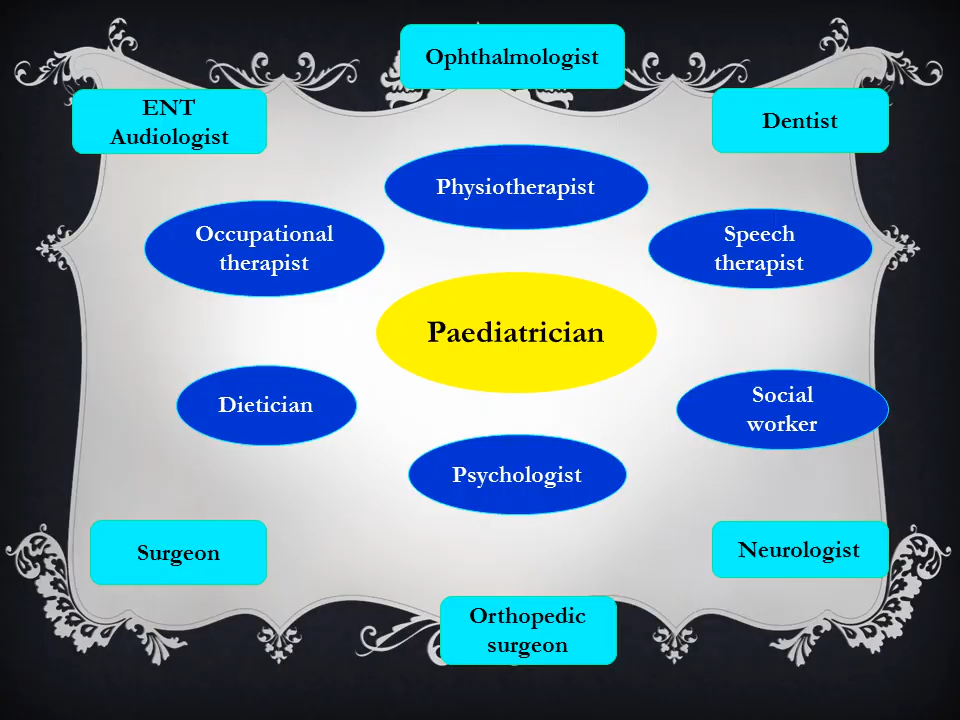 Ophthalmologist
ENT
Audiologist
Dentist
Physiotherapist
Occupational
therapist
Speech
therapist
Paediatrician
Dietician
Social
worker
Psychologist
Surgeon
Neurologist
Orthopedic
surgeon